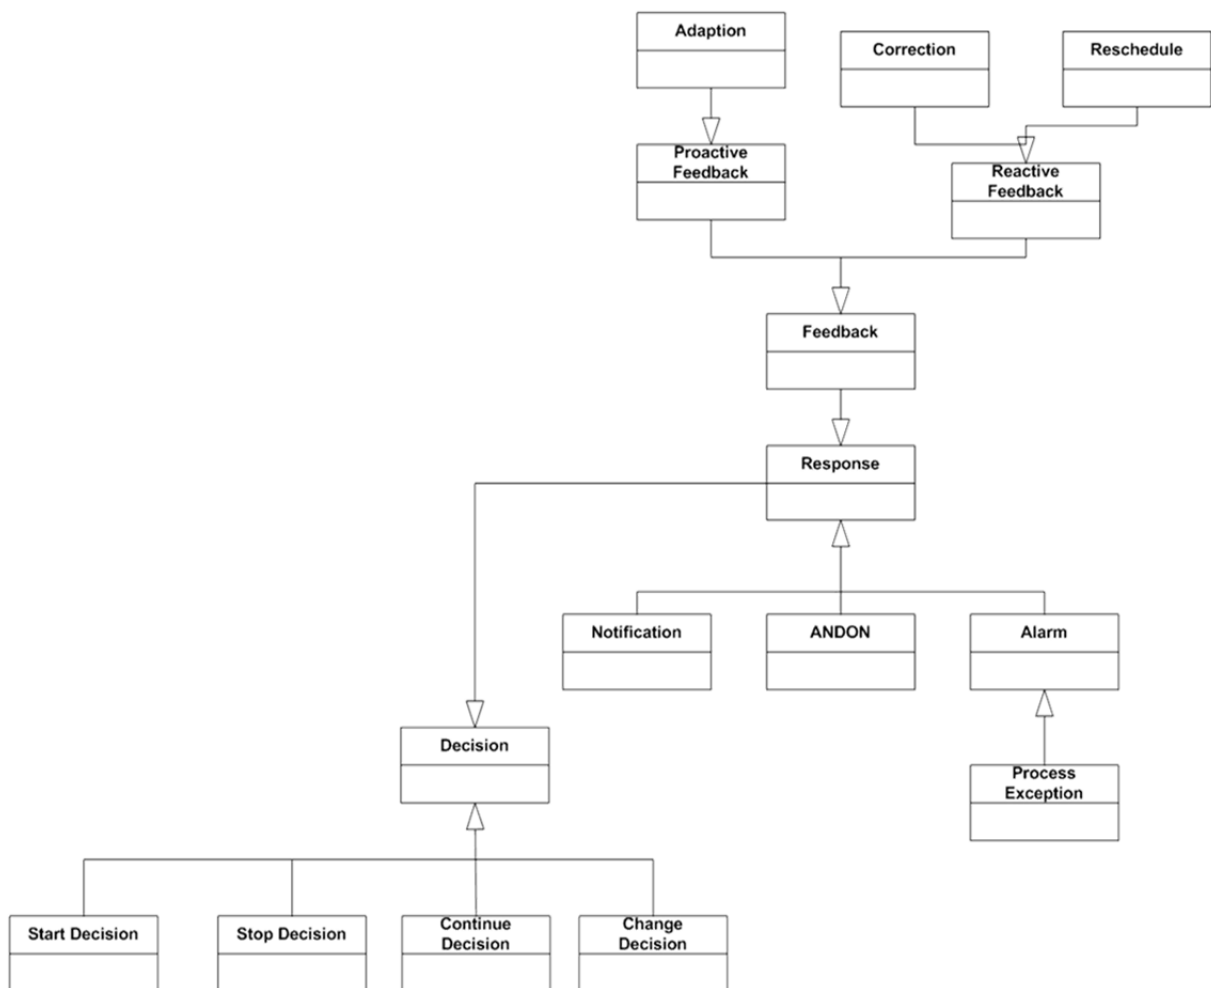 Adaption
Correction
Reschedule
Proactive
Feedback
Reactive
Feedback
Feedback
Response
Notification
ANDON
Alarm
Decision
Process
Exception
Start Decision
Stop Decision
Continue
Decision
Change
Decision